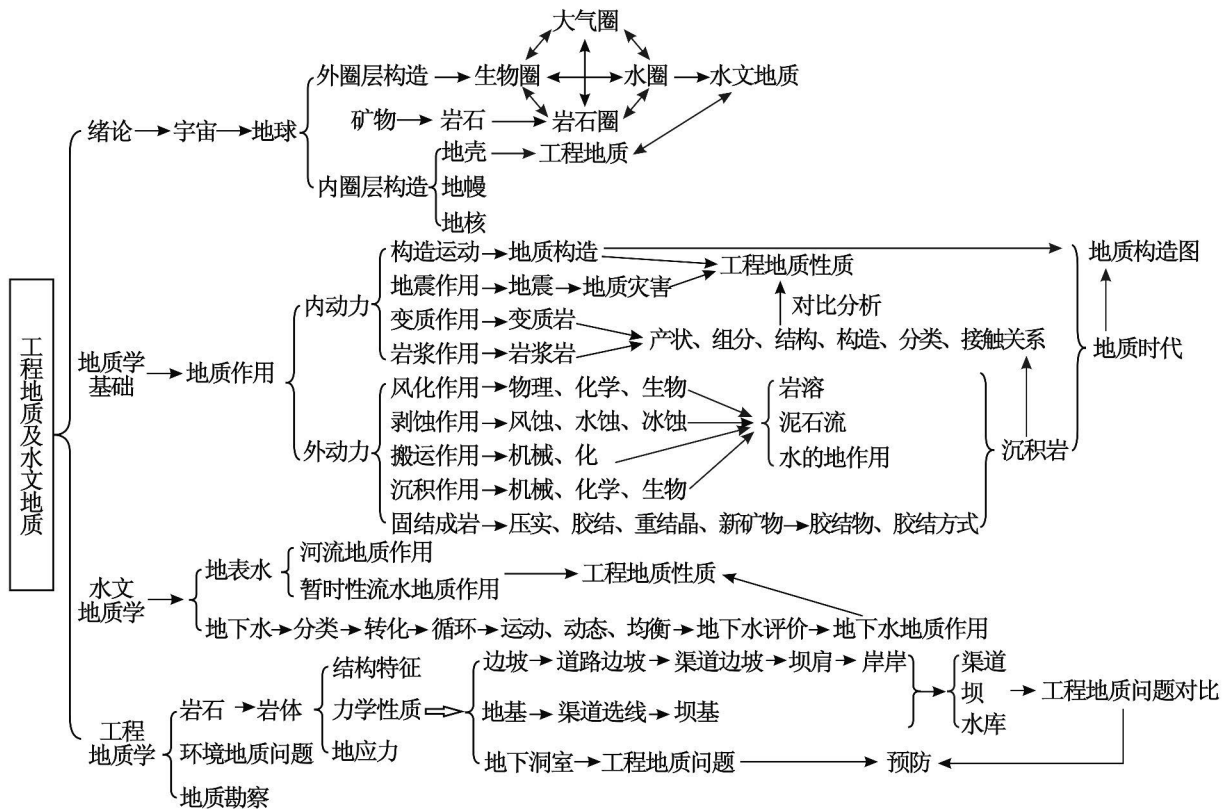 大气圈
外圈层构造 生物圈 水圈 水文地质
矿物 岩石 岩石圈
绪论 宇宙 地球
地壳 工程地质
内圈层构造 地幔
地核
构造运动 地质构造 地质构造图
工程地质性质
地震作用 地震 地质灾害
内动力 对比分析
变质作用 变质岩
产状、组分、结构、构造、分类、接触关系 地质时代
岩浆作用 岩浆岩
工程地质及水文地质
地质学
基础
地质作用
风化作用 物理、化学、生物 岩溶
剥蚀作用 风蚀、水蚀、冰蚀 泥石流
外动力 沉积岩
搬运作用 机械、化 水的地作用
沉积作用 机械、化学、生物
固结成岩 压实、胶结、重结晶、新矿物 胶结物、胶结方式
河流地质作用
地表水 工程地质性质
暂时性流水地质作用
水文
地质学
地下水 分类 转化 循环 运动、动态、均衡 地下水评价 地下水地质作用
结构特征 边坡 道路边坡 渠道边坡 坝肩 岸岸 渠道
岩石 岩体 力学性质 地基 渠道选线 坝基 坝 工程地质问题对比
水库
工程
地质学
环境地质问题 地应力 地下洞室 工程地质问题 预防
地质勘察